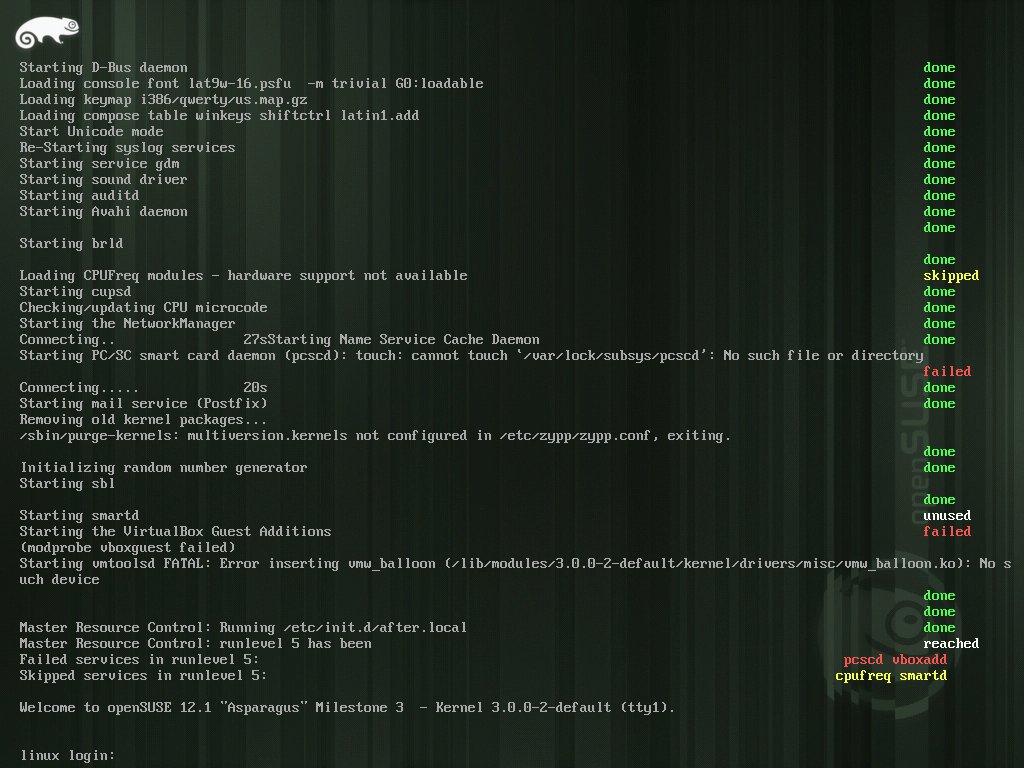 Starting D-Bus daemon done
Loading console font lat9w-16.psfu  -m trivial G0:loadable done
Loading keymap i386/qwerty/us.map.gz done
Loading compose table winkeys shiftctrl latin1.add done
Start Unicode mode done
Re-Starting syslog services done
Starting service gdm done
Starting sound driver done
Starting auditd done
Starting Avahi daemon done
done
Starting brld
done
Loading CPUFreq modules - hardware support not available skipped
Starting cupsd done
Checking/updating CPU microcode done
Starting the NetworkManager done
Connecting.. 27sStarting Name Service Cache Daemon done
Starting PC/SC smart card daemon (pcscd): touch: cannot touch `/var/lock/subsys/pcscd': No such file or directory
failed
Connecting..... 20s done
Starting mail service (Postfix) done
Removing old kernel packages...
/sbin/purge-kernels: multiversion.kernels not configured in /etc/zypp/zypp.conf, exiting.
done
Initializing random number generator done
Starting sbl
done
Starting smartd unused
Starting the VirtualBox Guest Additions failed
(modprobe vboxguest failed)
Starting vmtoolsd FATAL: Error inserting vmw_balloon (/lib/modules/3.0.0-2-default/kernel/drivers/misc/vmw_balloon.ko): No s
uch device
done
done
Master Resource Control: Running /etc/init.d/after.local done
Master Resource Control: runlevel 5 has been reached
Failed services in runlevel 5: pcscd vboxadd
Skipped services in runlevel 5: cpufreq smartd
Welcome to openSUSE 12.1 "Asparagus" Milestone 3  - Kernel 3.0.0-2-default (tty1).
linux login:
openSUSE